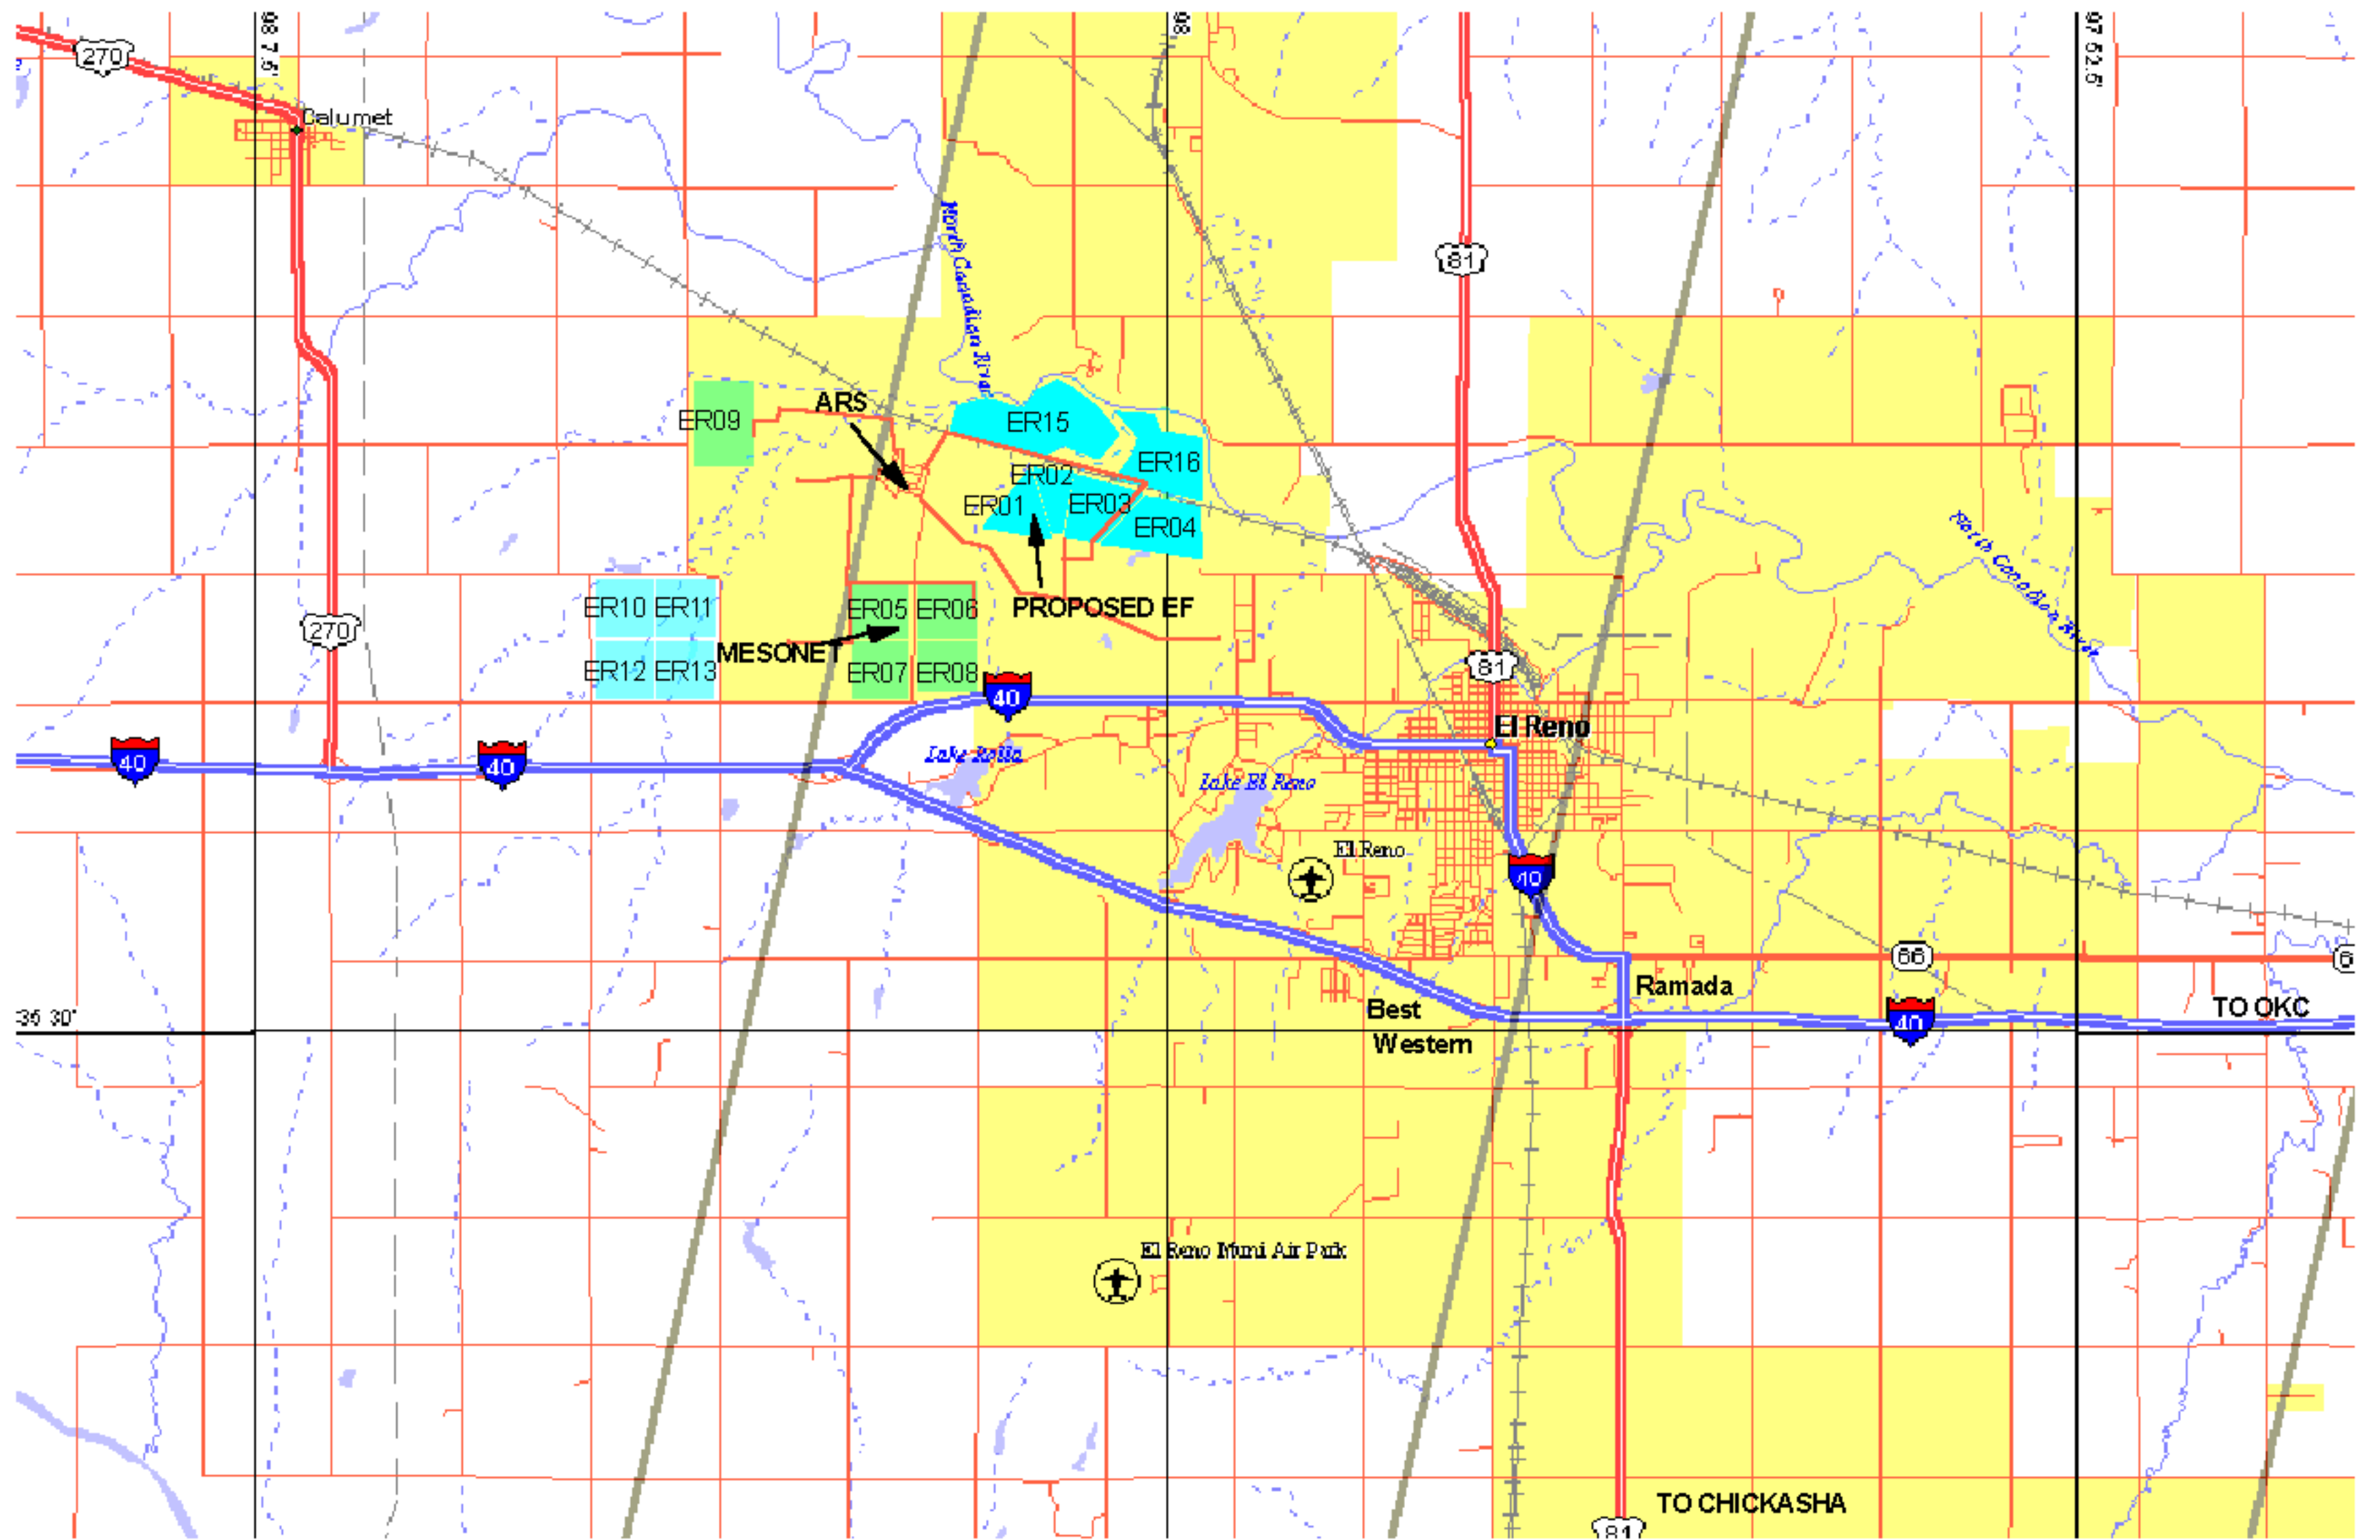 270
98 7.5'
98
97 52.5'
Calumet
81
North Canadian River
ARS
ER09
ER15
ER16
ER02
ER01
ER03
ER04
North Canadian River
ER10 ER11
ER05 ER06
PROPOSED EF
270
MESONET
ER12 ER13
ER07 ER08
81
40
El Reno
40
40
Lake El Reno
El Reno
40
66
Ramada
Best
Western
35 30'
40
TO OKC
El Reno Muni Air Park
TO CHICKASHA
81